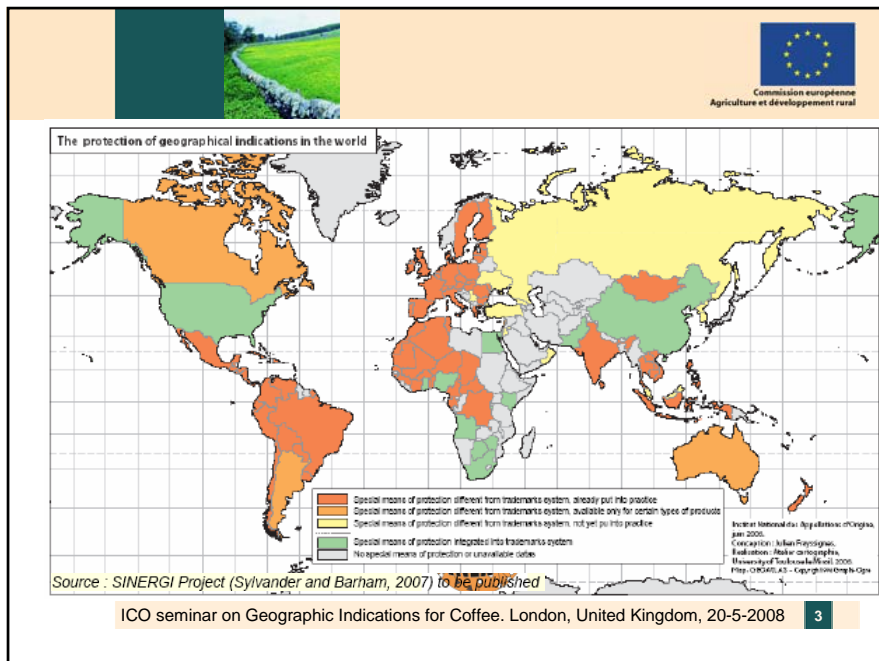 Commission européenne
Agriculture et développement rural
The protection of geographical indications in the world
Special means of protection different from trademarks system, already put into practice
Special means of protection different from trademarks system, available only for certain types of products
Special means of protection different from trademarks system, not yet pu into practice
Special means of protection integrated into trademarks system
No special means of protection or unavailable datas
Institut National des Appellations d'Origine,
juin 2006.
Conception : Julien
Réalisation : Atelier cartographie,
University of Toulouse 2006.
Source : SINERGI Project (Sylvander and Barham, 2007) to be published
ICO seminar on Geographic Indications for Coffee. London, United Kingdom, 20-5-2008
3